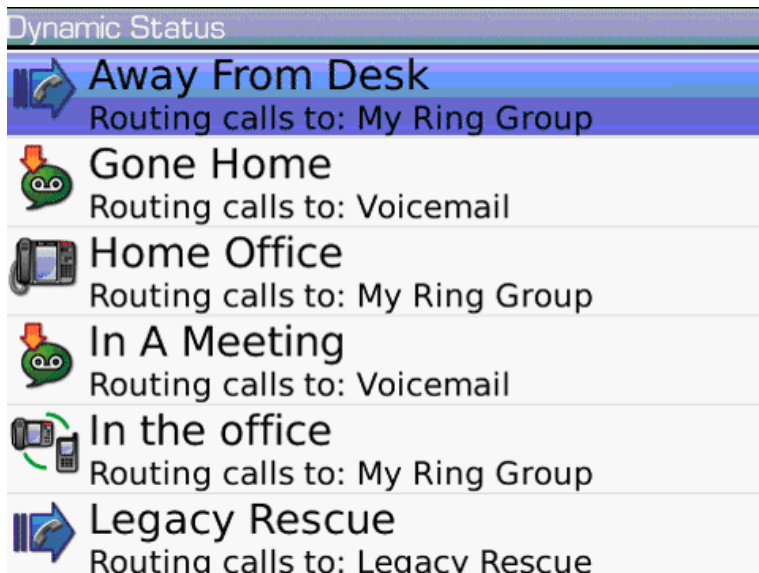 Dynamic Status
Away From Desk
Routing calls to: My Ring Group
Gone Home
Routing calls to: Voicemail
Home Office
Routing calls to: My Ring Group
In A Meeting
Routing calls to: Voicemail
In the office
Routing calls to: My Ring Group
Legacy Rescue
Routing calls to: Legacy Rescue